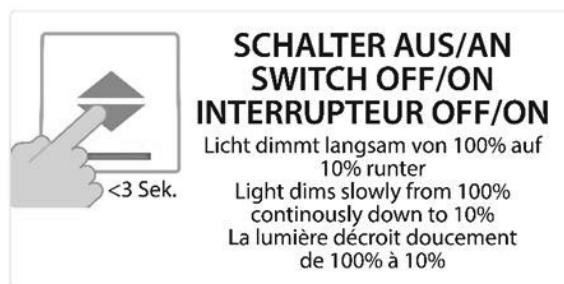 SCHALTER AUS/AN
SWITCH OFF/ON
INTERRUPTEUR OFF/ON
Licht dimmt langsam von 100% auf
10% runter
Light dims slowly from 100%
continously down to 10%
La lumière décroit doucement
de 100% à 10%
<3 Sek.